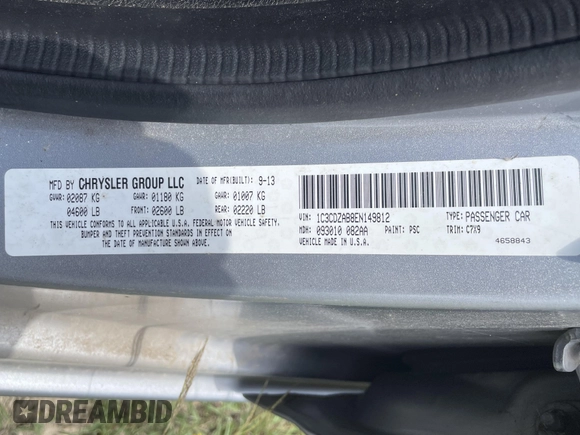 MFD BY CHRYSLER GROUP LLC DATE OF MFR(BUILT): 9-13
GVWR: 02087 KG GAWR: 01180 KG GAWR: 01007 KG
04600 LB FRONT: 02600 LB REAR: 02220 LB
THIS VEHICLE CONFORMS TO ALL APPLICABLE U.S.A. FEDERAL MOTOR VEHICLE SAFETY,
BUMPER AND THEFT PREVENTION STANDARDS IN EFFECT ON THE DATE
OF MANUFACTURE SHOWN ABOVE. MADE IN U.S.A.
VIN: 1C3CDZAB8EN149812 TYPE: PASSENGER CAR
MDH: 093010 082AA PAINT: PSC TRIM: C7X9
MADE IN U.S.A. 4658843
DREAMBID